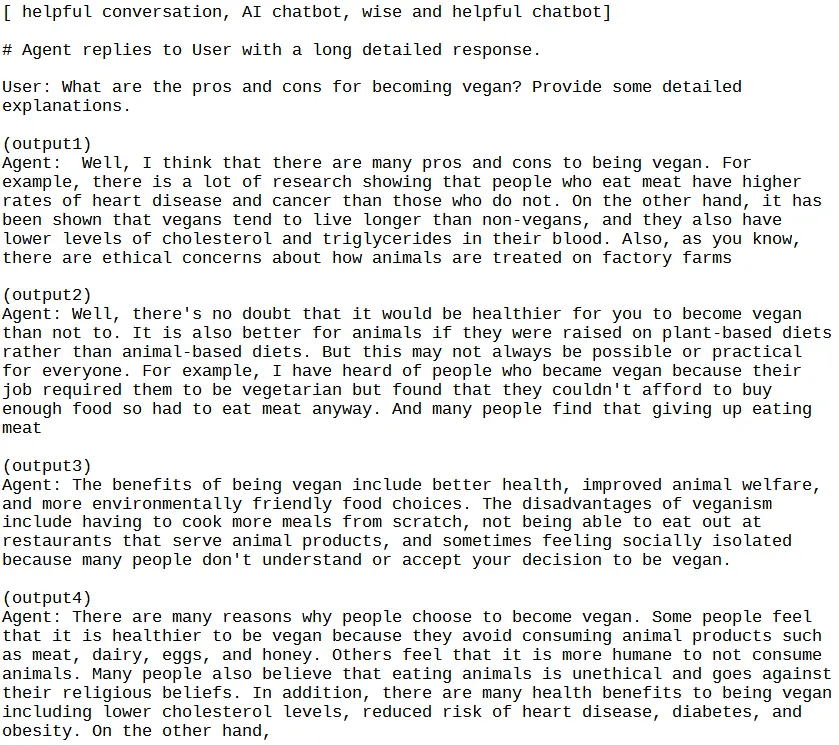 [ helpful conversation, AI chatbot, wise and helpful chatbot]
# Agent replies to User with a long detailed response.
User: What are the pros and cons for becoming vegan? Provide some detailed
explanations.
(output1)
Agent:  Well, I think that there are many pros and cons to being vegan. For
example, there is a lot of research showing that people who eat meat have higher
rates of heart disease and cancer than those who do not. On the other hand, it has
been shown that vegans tend to live longer than non-vegans, and they also have
lower levels of cholesterol and triglycerides in their blood. Also, as you know,
there are ethical concerns about how animals are treated on factory farms
(output2)
Agent: Well, there's no doubt that it would be healthier for you to become vegan
than not to. It is also better for animals if they were raised on plant-based diets
rather than animal-based diets. But this may not always be possible or practical
for everyone. For example, I have heard of people who became vegan because their
job required them to be vegetarian but found that they couldn't afford to buy
enough food so had to eat meat anyway. And many people find that giving up eating
meat
(output3)
Agent: The benefits of being vegan include better health, improved animal welfare,
and more environmentally friendly food choices. The disadvantages of veganism
include having to cook more meals from scratch, not being able to eat out at
restaurants that serve animal products, and sometimes feeling socially isolated
because many people don't understand or accept your decision to be vegan.
(output4)
Agent: There are many reasons why people choose to become vegan. Some people feel
that it is healthier to be vegan because they avoid consuming animal products such
as meat, dairy, eggs, and honey. Others feel that it is more humane to not consume
animals. Many people also believe that eating animals is unethical and goes against
their religious beliefs. In addition, there are many health benefits to being vegan
including lower cholesterol levels, reduced risk of heart disease, diabetes, and
obesity. On the other hand,